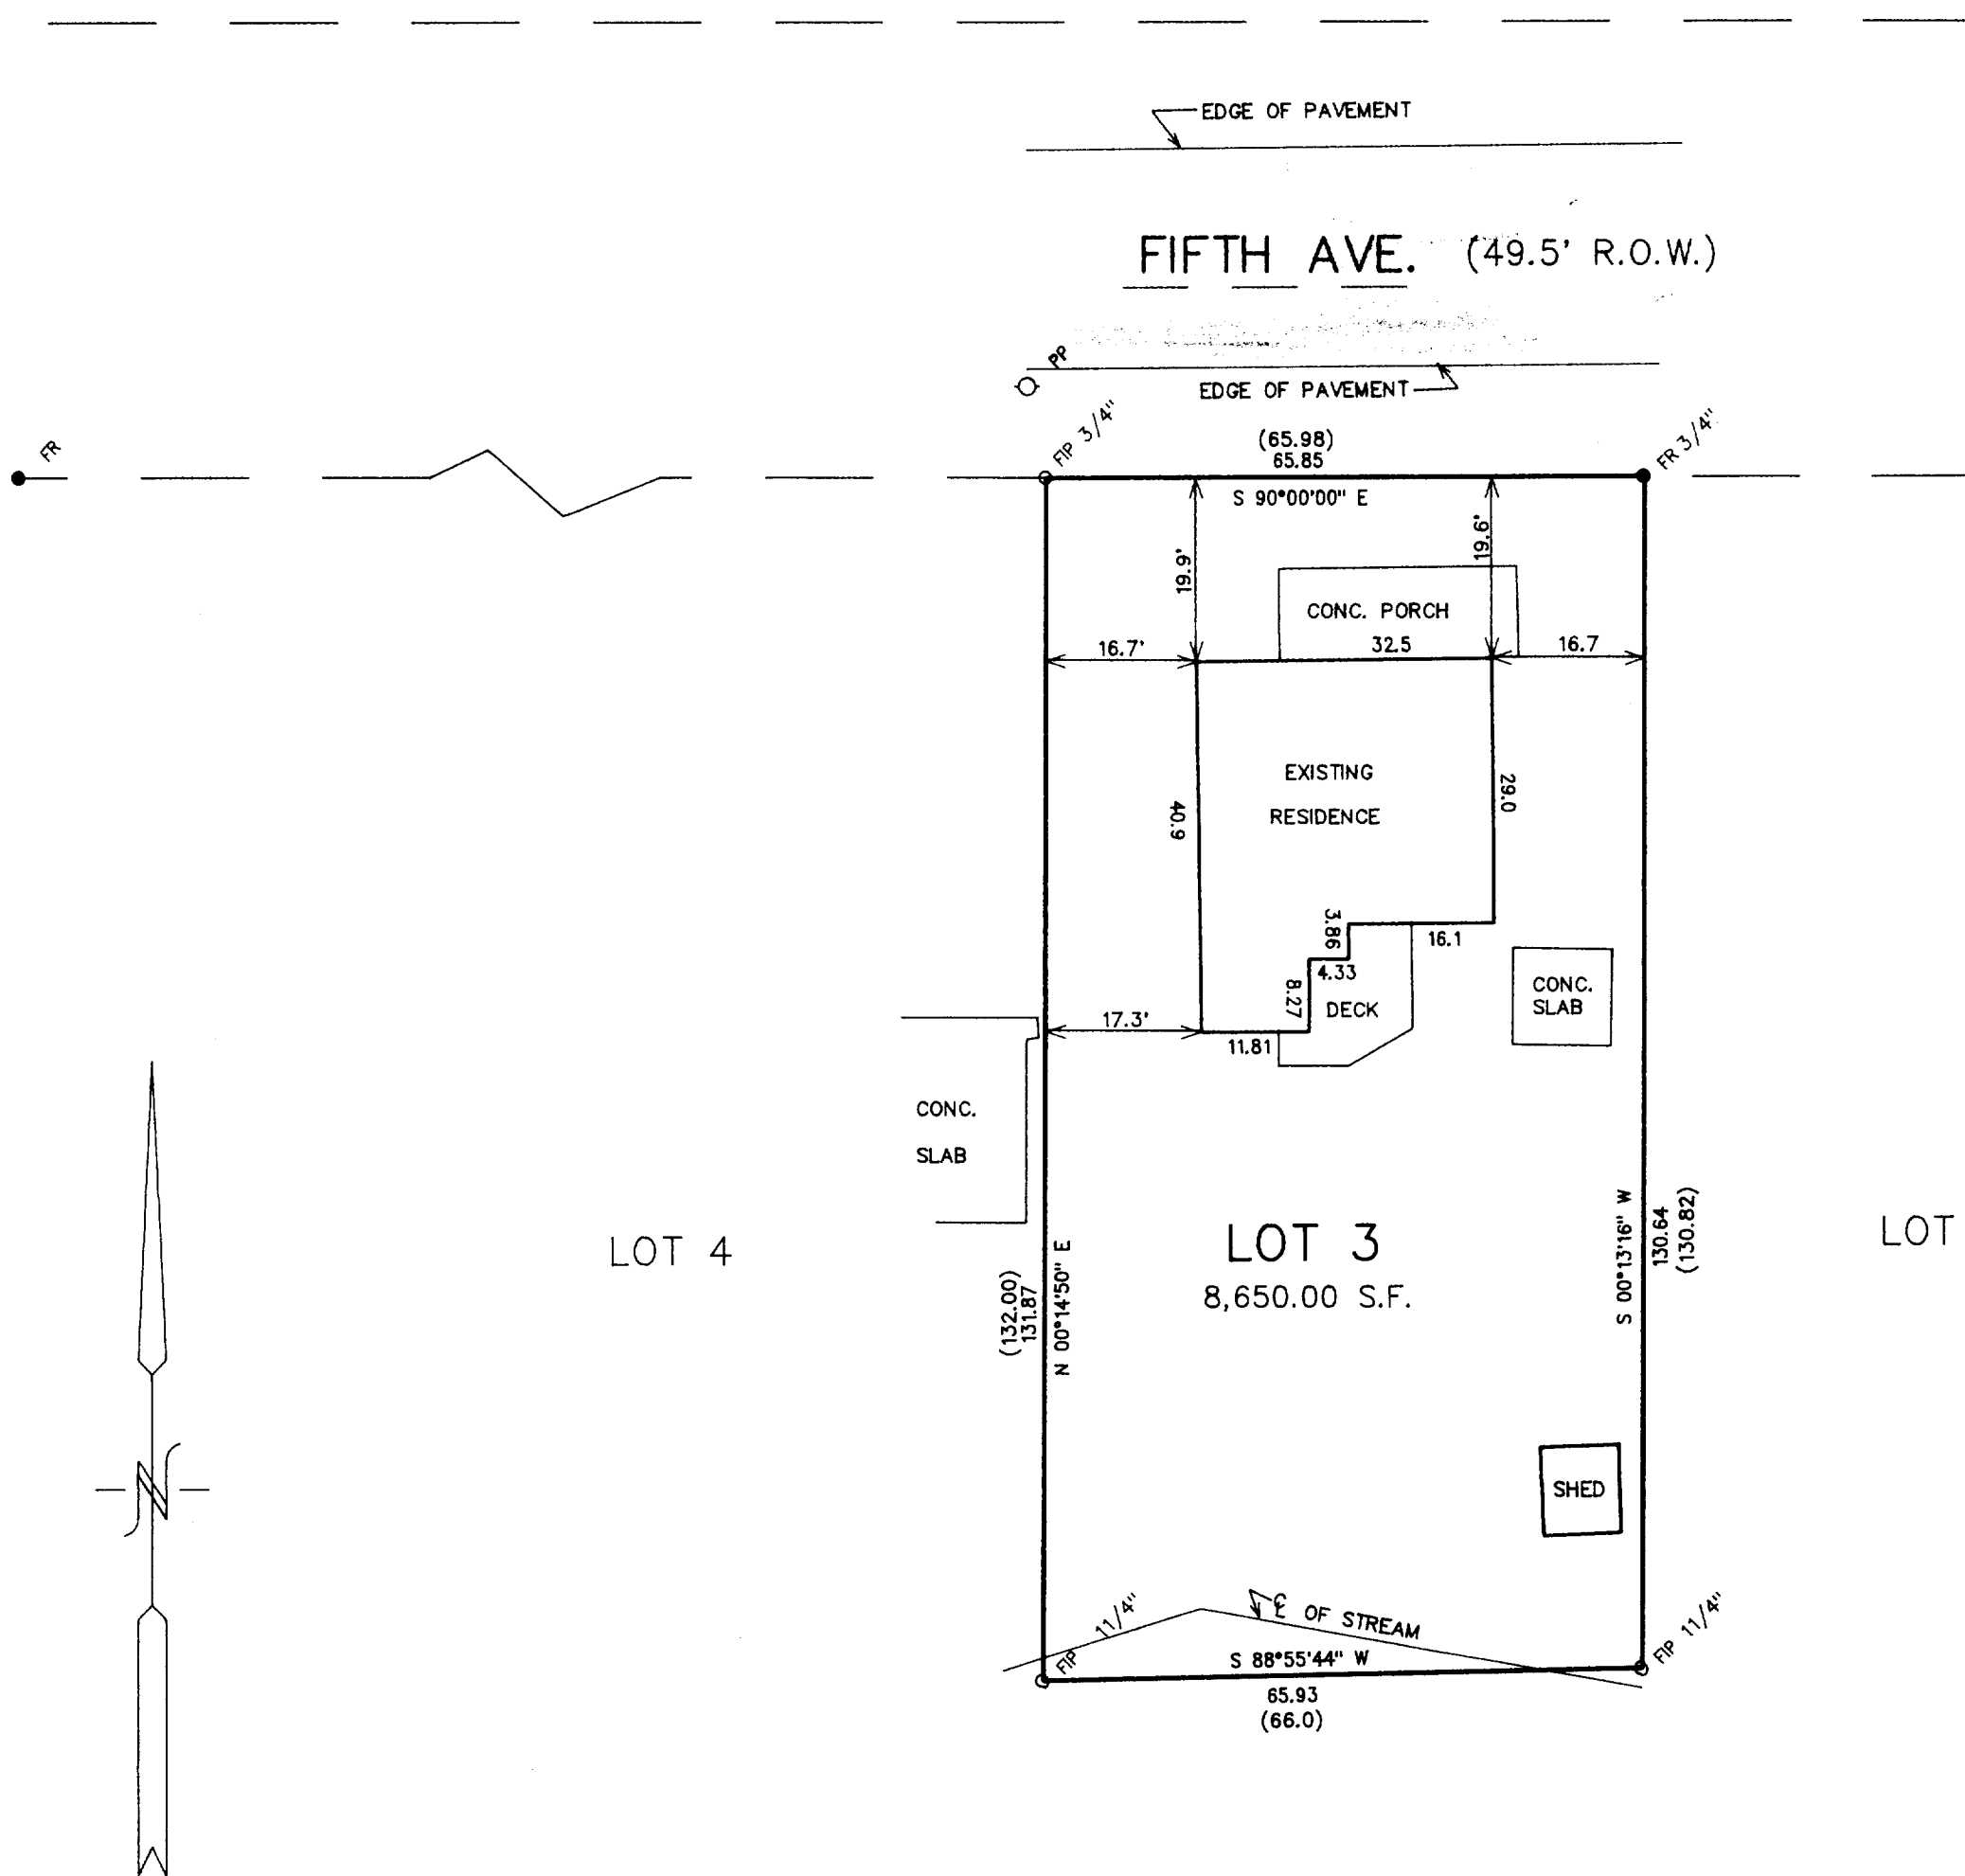 EDGE OF PAVEMENT
FIFTH AVE. (49.5' R.O.W.)
PP
EDGE OF PAVEMENT
FR
FIP 3/4"
(65.98)
65.85
FR 3/4"
S 90°00'00" E
19.9'
19.9'
CONC. PORCH
16.7'
32.5
16.7
EXISTING
RESIDENCE
40.9
29.0
3.86
16.1
4.33
8.27
DECK
CONC.
SLAB
17.3'
11.81
CONC.
SLAB
LOT 4
LOT 3
8,650.00 S.F.
LOT
(132.00)
131.87
N 00°14'50" E
S 00°13'16" W
130.64
(130.82)
N
SHED
FIP 11/4"
℄ OF STREAM
FIP 11/4"
S 88°55'44" W
65.93
(66.0)